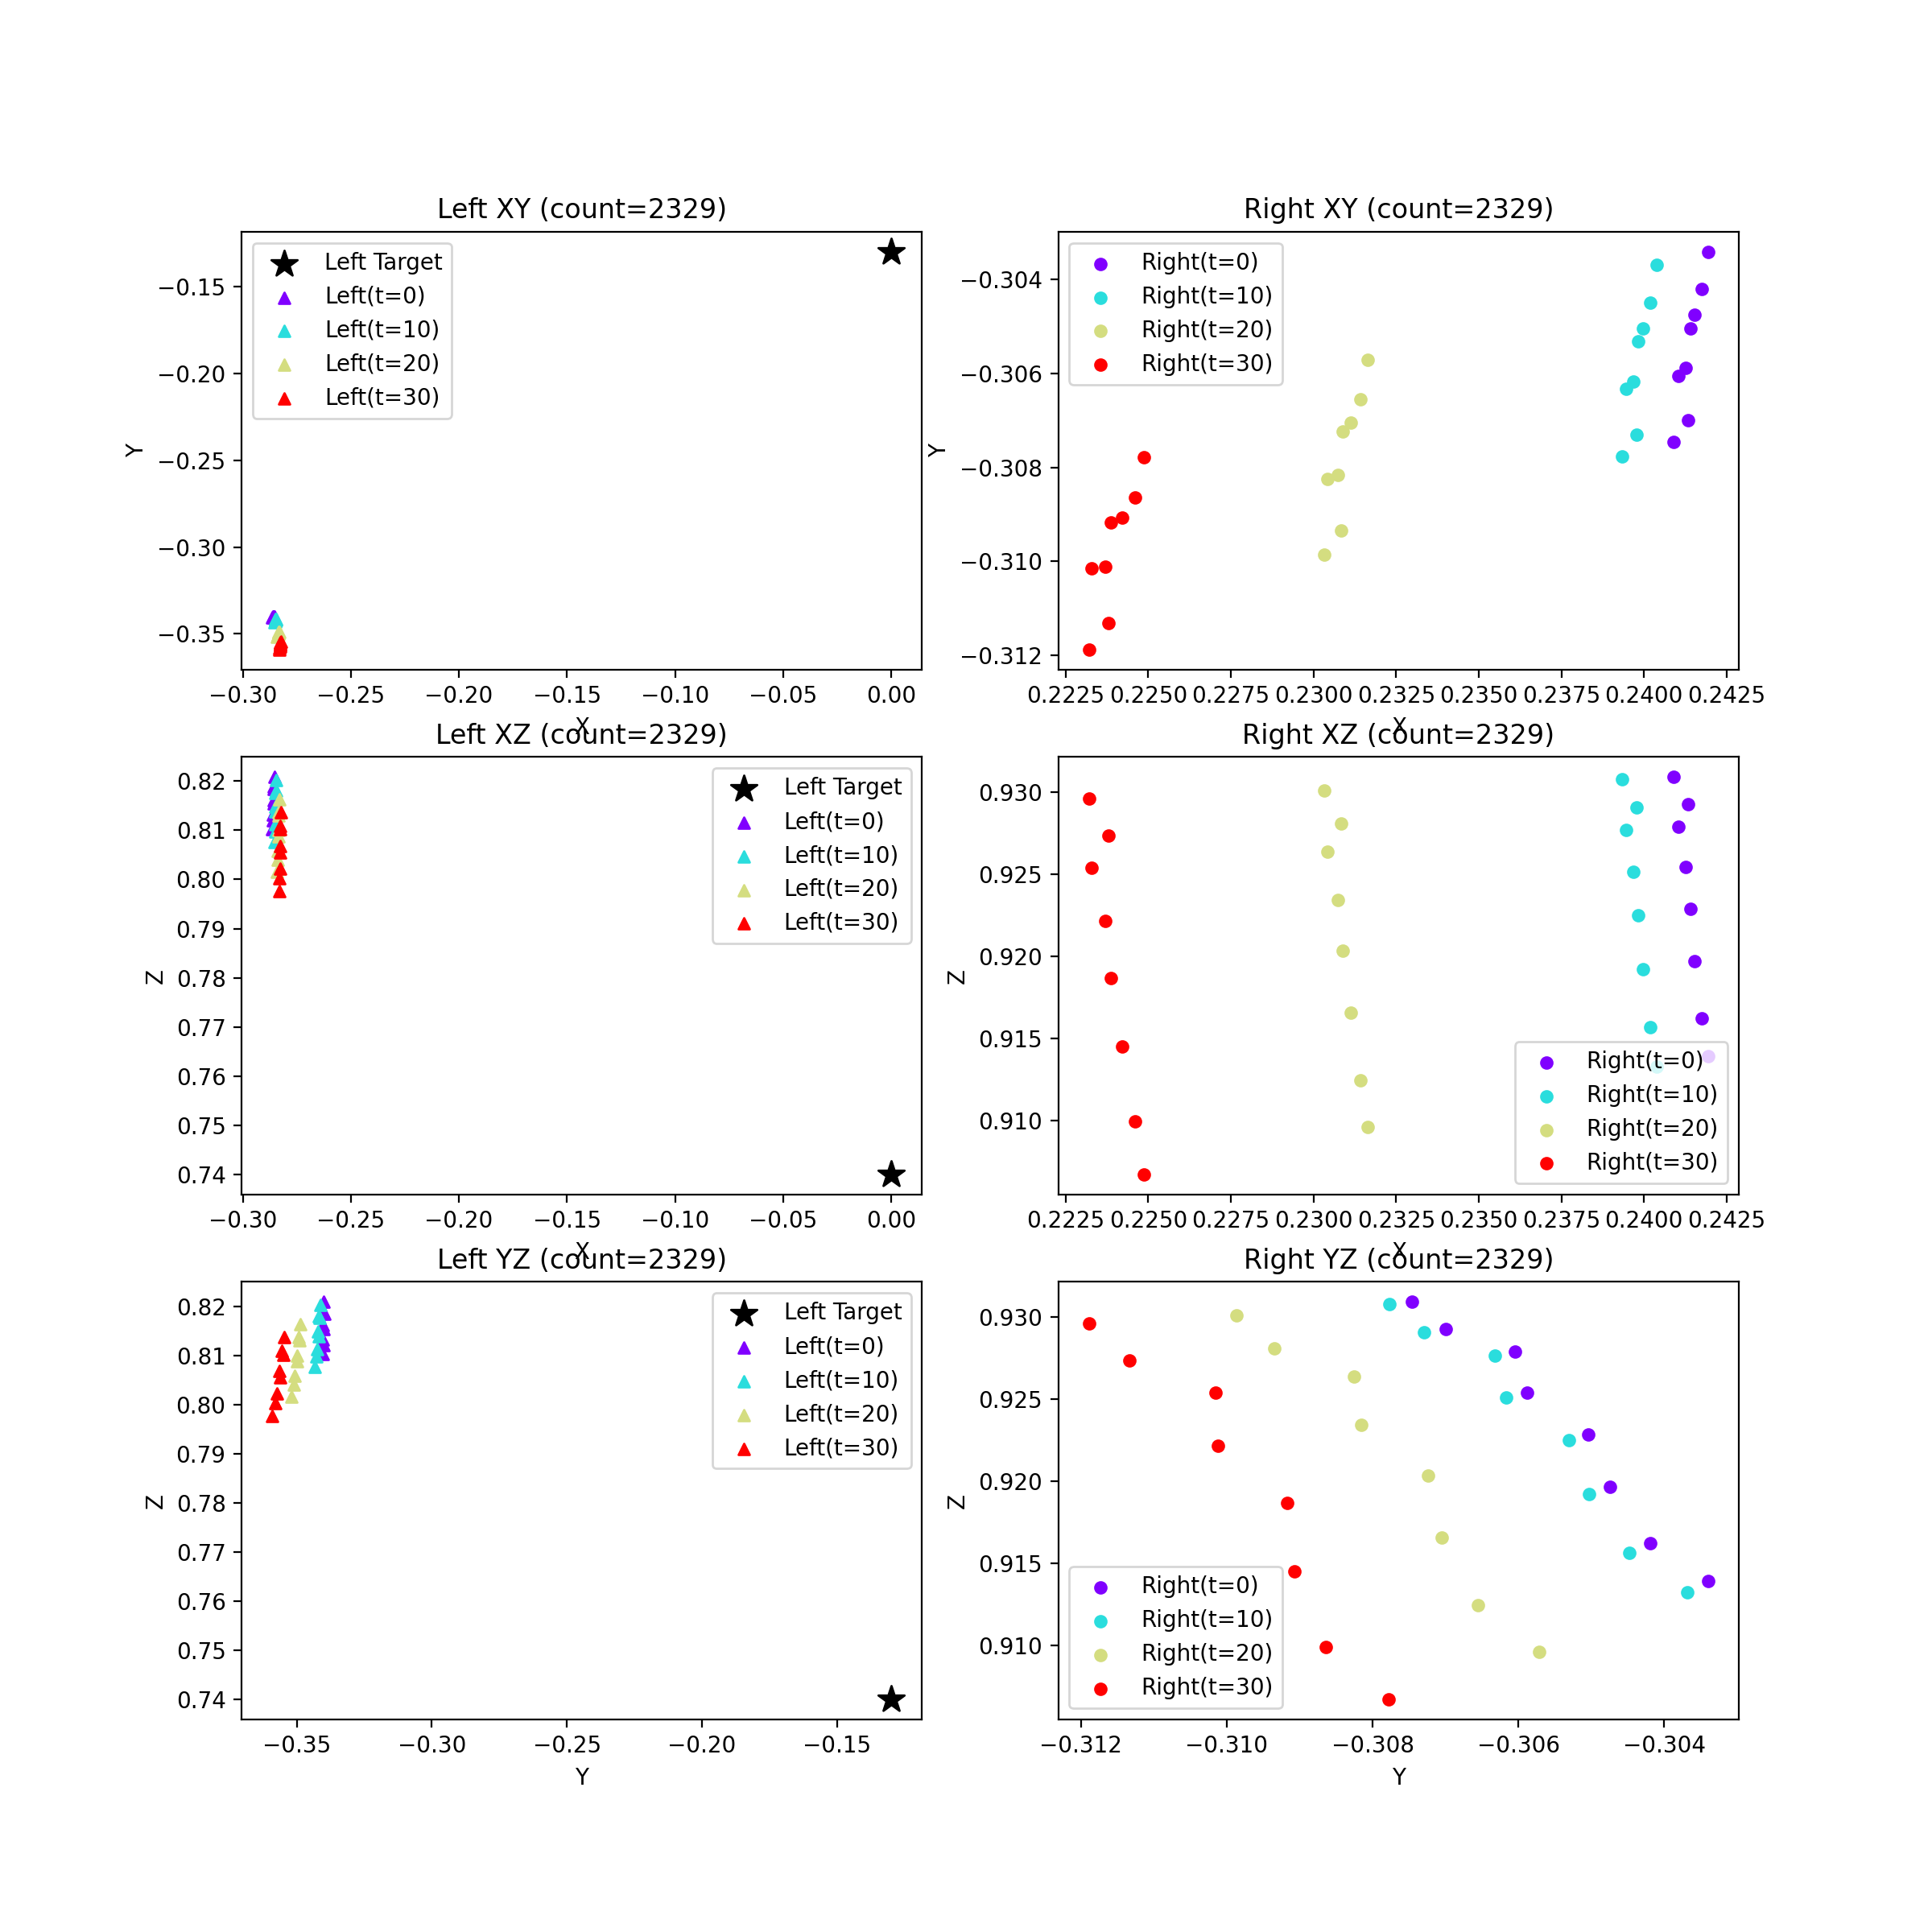 Left XY (count=2329)
Y
−0.15
−0.20
−0.25
−0.30
−0.35
Left Target
Left(t=0)
Left(t=10)
Left(t=20)
Left(t=30)
−0.30 −0.25 −0.20 −0.15 −0.10 −0.05 0.00
X
Right XY (count=2329)
Y
−0.304
−0.306
−0.308
−0.310
−0.312
Right(t=0)
Right(t=10)
Right(t=20)
Right(t=30)
0.2225 0.2250 0.2275 0.2300 0.2325 0.2350 0.2375 0.2400 0.2425
X
Left XZ (count=2329)
Z
0.82
0.81
0.80
0.79
0.78
0.77
0.76
0.75
0.74
Left Target
Left(t=0)
Left(t=10)
Left(t=20)
Left(t=30)
−0.30 −0.25 −0.20 −0.15 −0.10 −0.05 0.00
X
Right XZ (count=2329)
Z
0.930
0.925
0.920
0.915
0.910
Right(t=0)
Right(t=10)
Right(t=20)
Right(t=30)
0.2225 0.2250 0.2275 0.2300 0.2325 0.2350 0.2375 0.2400 0.2425
X
Left YZ (count=2329)
Z
0.82
0.81
0.80
0.79
0.78
0.77
0.76
0.75
0.74
Left Target
Left(t=0)
Left(t=10)
Left(t=20)
Left(t=30)
−0.35 −0.30 −0.25 −0.20 −0.15
Y
Right YZ (count=2329)
Z
0.930
0.925
0.920
0.915
0.910
Right(t=0)
Right(t=10)
Right(t=20)
Right(t=30)
−0.312 −0.310 −0.308 −0.306 −0.304
Y